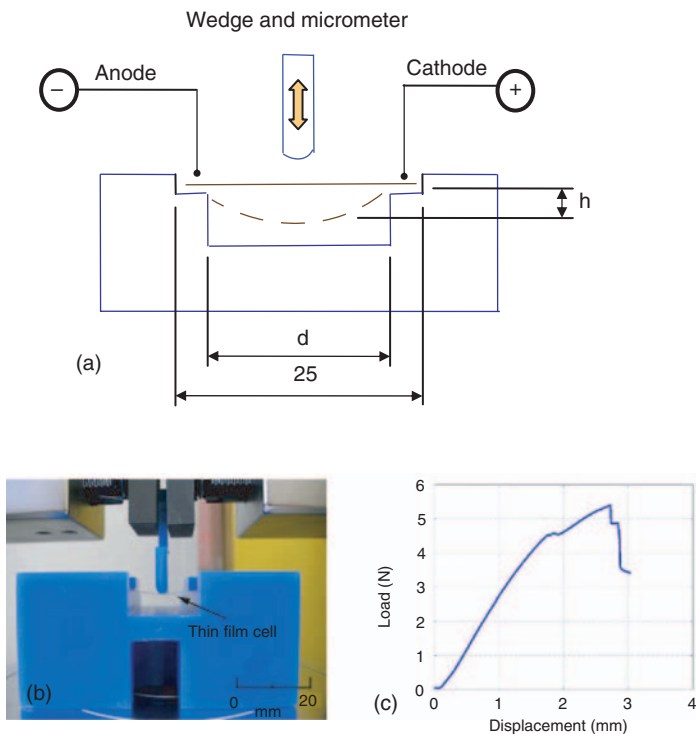 Wedge and micrometer
Anode
Cathode
−
+
h
d
(a)
25
Thin film cell
(b)
0
20
mm
6
5
4
3
2
1
0
Load (N)
0
1
2
3
4
(c)
Displacement (mm)